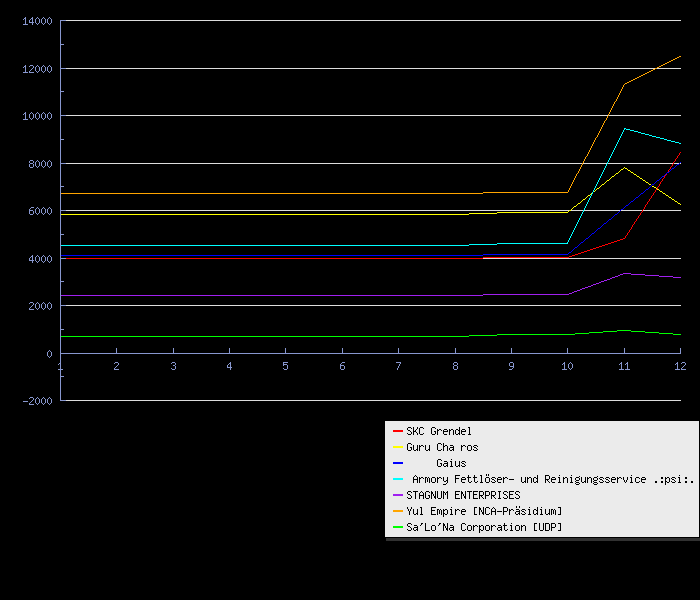 14000
12000
10000
8000
6000
4000
2000
0
1 2 3 4 5 6 7 8 9 10 11 12
-2000
SKC Grendel
Guru Cha ros
Gaius
Armory Fettlöser- und Reinigungsservice .:psi:.
STAGNUM ENTERPRISES
Yul Empire [NCA-Präsidium]
Sa'Lo'Na Corporation [UDP]